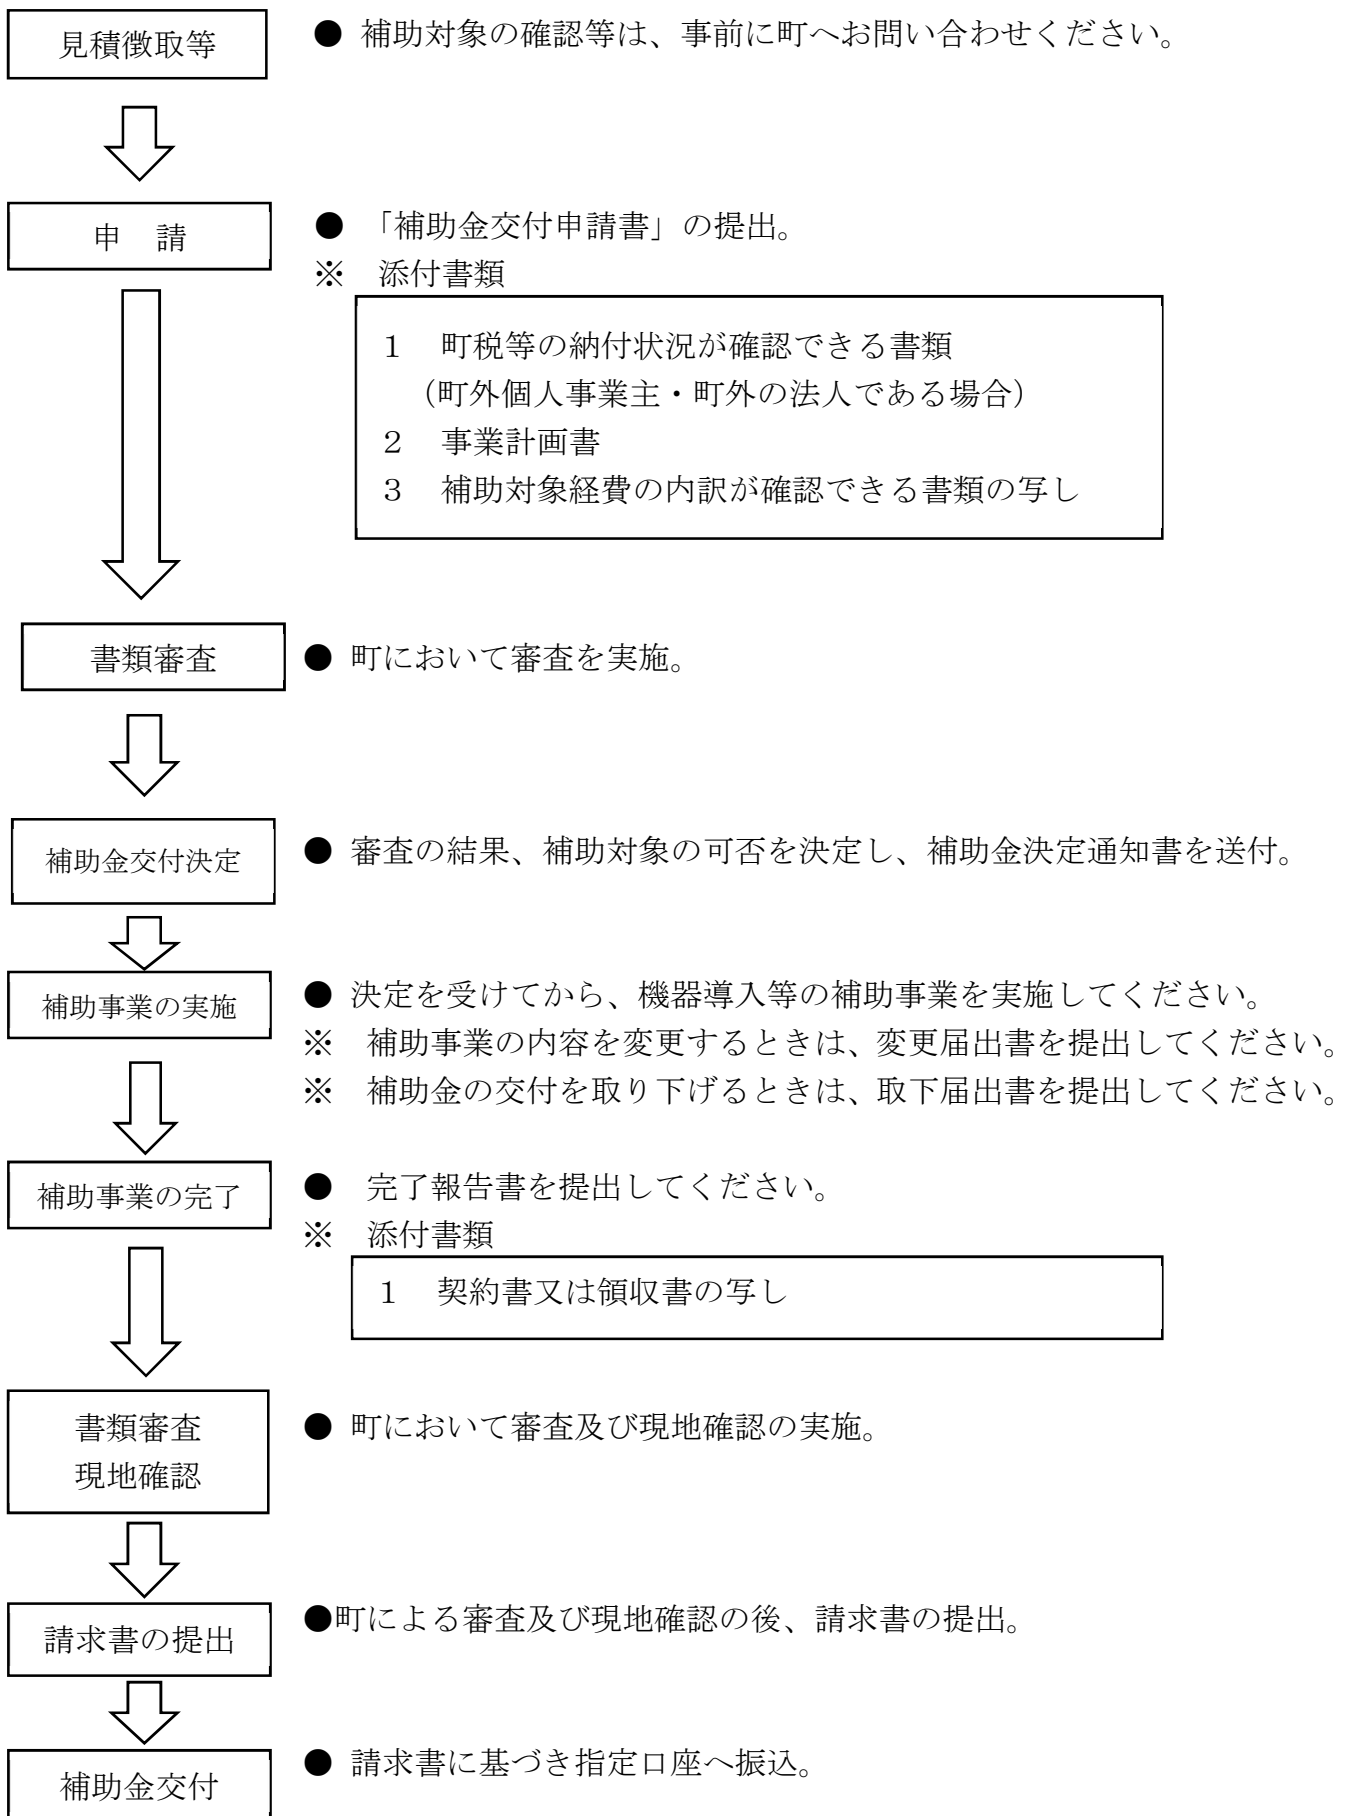 見積徴取等
● 補助対象の確認等は、事前に町へお問い合わせください。
申　請
●　「補助金交付申請書」の提出。
※　添付書類
１　町税等の納付状況が確認できる書類
（町外個人事業主・町外の法人である場合）
２　事業計画書
３　補助対象経費の内訳が確認できる書類の写し
書類審査
● 町において審査を実施。
補助金交付決定
● 審査の結果、補助対象の可否を決定し、補助金決定通知書を送付。
補助事業の実施
● 決定を受けてから、機器導入等の補助事業を実施してください。
※　補助事業の内容を変更するときは、変更届出書を提出してください。
※　補助金の交付を取り下げるときは、取下届出書を提出してください。
補助事業の完了
●　完了報告書を提出してください。
※　添付書類
１　契約書又は領収書の写し
書類審査
現地確認
● 町において審査及び現地確認の実施。
請求書の提出
●町による審査及び現地確認の後、請求書の提出。
補助金交付
● 請求書に基づき指定口座へ振込。